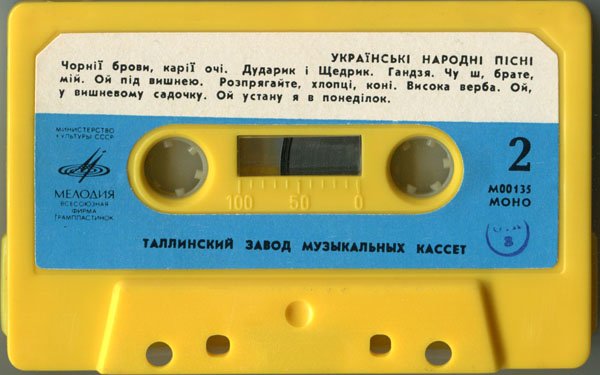 УКРАЇНСЬКІ НАРОДНІ ПІСНІ
Чорнії брови, карії очі. Дударик і Щедрик. Гандзя. Чу ш, брате,
мій. Ой під вишнею. Розпрягайте, хлопці, коні. Висока верба. Ой,
у вишневому садочку. Ой устану я в понеділок.
МИНИСТЕРСТВО
КУЛЬТУРЫ СССР
МЕЛОДИЯ
ВСЕСОЮЗНАЯ
ФИРМА
ГРАМПЛАСТИНОК
100 50 0
2
М00135
МОНО
8
ТАЛЛИНСКИЙ ЗАВОД МУЗЫКАЛЬНЫХ КАССЕТ